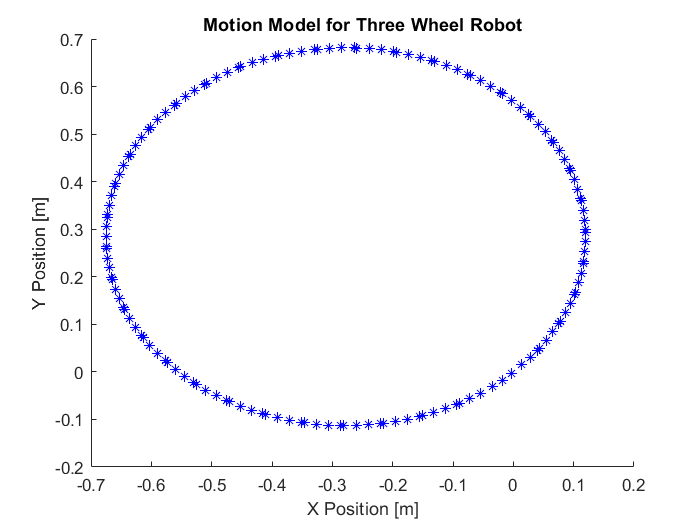 Motion Model for Three Wheel Robot
0.7
0.6
0.5
0.4
0.3
0.2
0.1
0
-0.1
-0.2
Y Position [m]
-0.7 -0.6 -0.5 -0.4 -0.3 -0.2 -0.1 0 0.1 0.2
X Position [m]